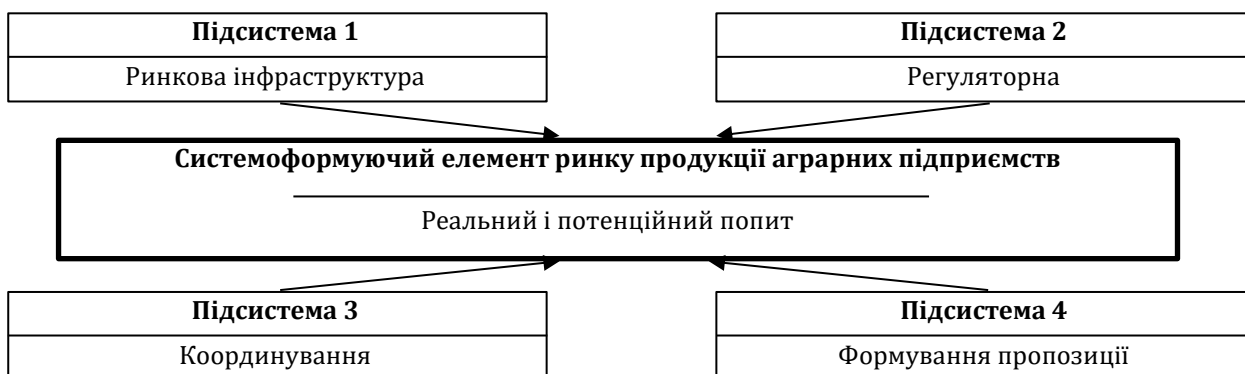 Підсистема 1
Ринкова інфраструктура
Підсистема 2
Регуляторна
Системоформуючий елемент ринку продукції аграрних підприємств
Реальний і потенційний попит
Підсистема 3
Координування
Підсистема 4
Формування пропозиції